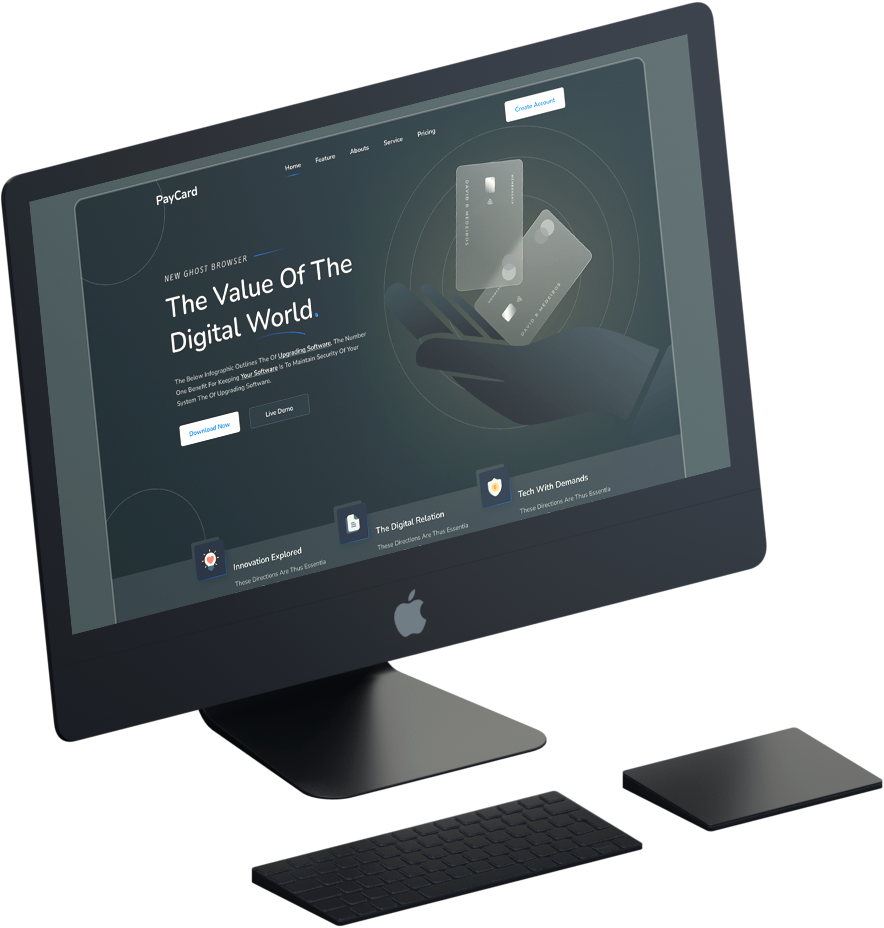 PayCard
Home
Feature
Abouts
Service
Pricing
Create Account
NEW GHOST BROWSER
The Value Of The
Digital World.
The Below Infographic Outlines The Of Upgrading Software. The Number
One Benefit For Keeping Your Software Is To Maintain Security Of Your
System The Of Upgrading Software.
Download Now
Live Demo
DAVID R MEDEIROS
DAVID R MEDEIROS
Innovation Explored
These Directions Are Thus Essentia
The Digital Relation
These Directions Are Thus Essentia
Tech With Demands
These Directions Are Thus Essentia